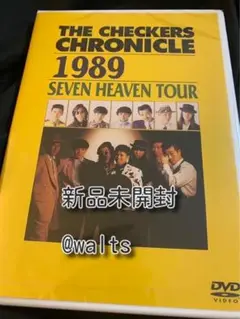 THE CHECKERS
CHRONICLE
1989
SEVEN HEAVEN TOUR
新品未開封
@walts
DVD
VIDEO